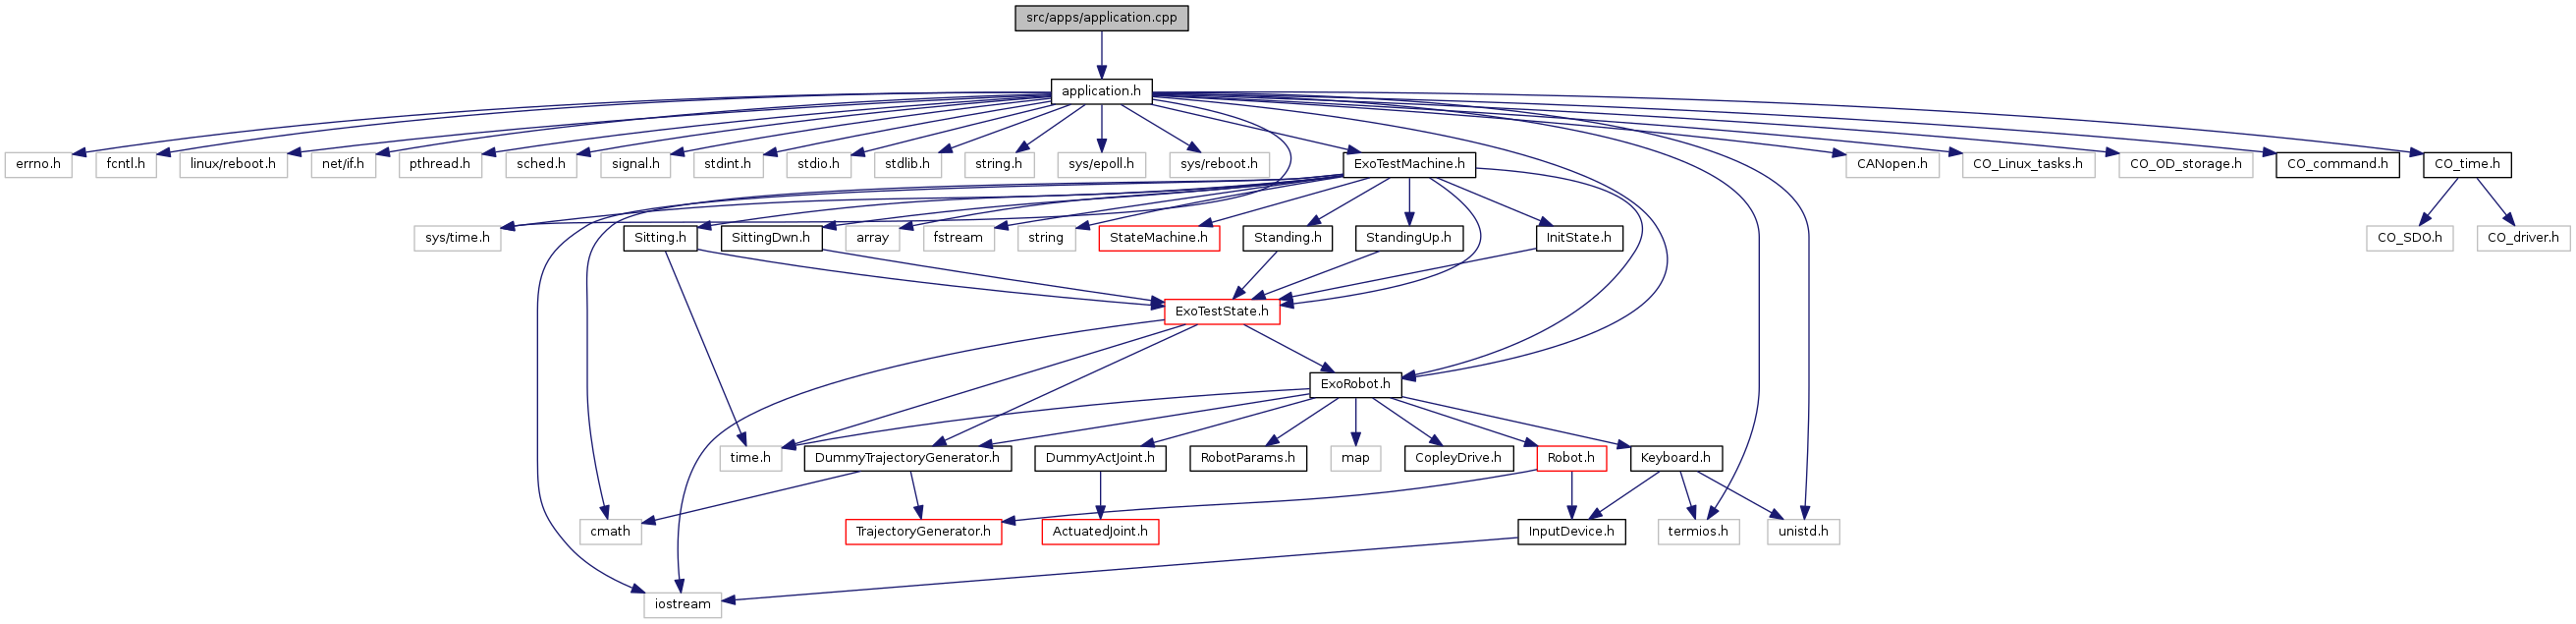 src/apps/application.cpp
application.h
errno.h
fcntl.h
linux/reboot.h
net/if.h
pthread.h
sched.h
signal.h
stdint.h
stdio.h
stdlib.h
string.h
sys/epoll.h
sys/reboot.h
ExoTestMachine.h
CANopen.h
CO_Linux_tasks.h
CO_OD_storage.h
CO_command.h
CO_time.h
sys/time.h
Sitting.h
SittingDwn.h
array
fstream
string
StateMachine.h
Standing.h
StandingUp.h
InitState.h
CO_SDO.h
CO_driver.h
ExoTestState.h
ExoRobot.h
time.h
DummyTrajectoryGenerator.h
DummyActJoint.h
RobotParams.h
map
CopleyDrive.h
Robot.h
Keyboard.h
cmath
TrajectoryGenerator.h
ActuatedJoint.h
InputDevice.h
termios.h
unistd.h
iostream